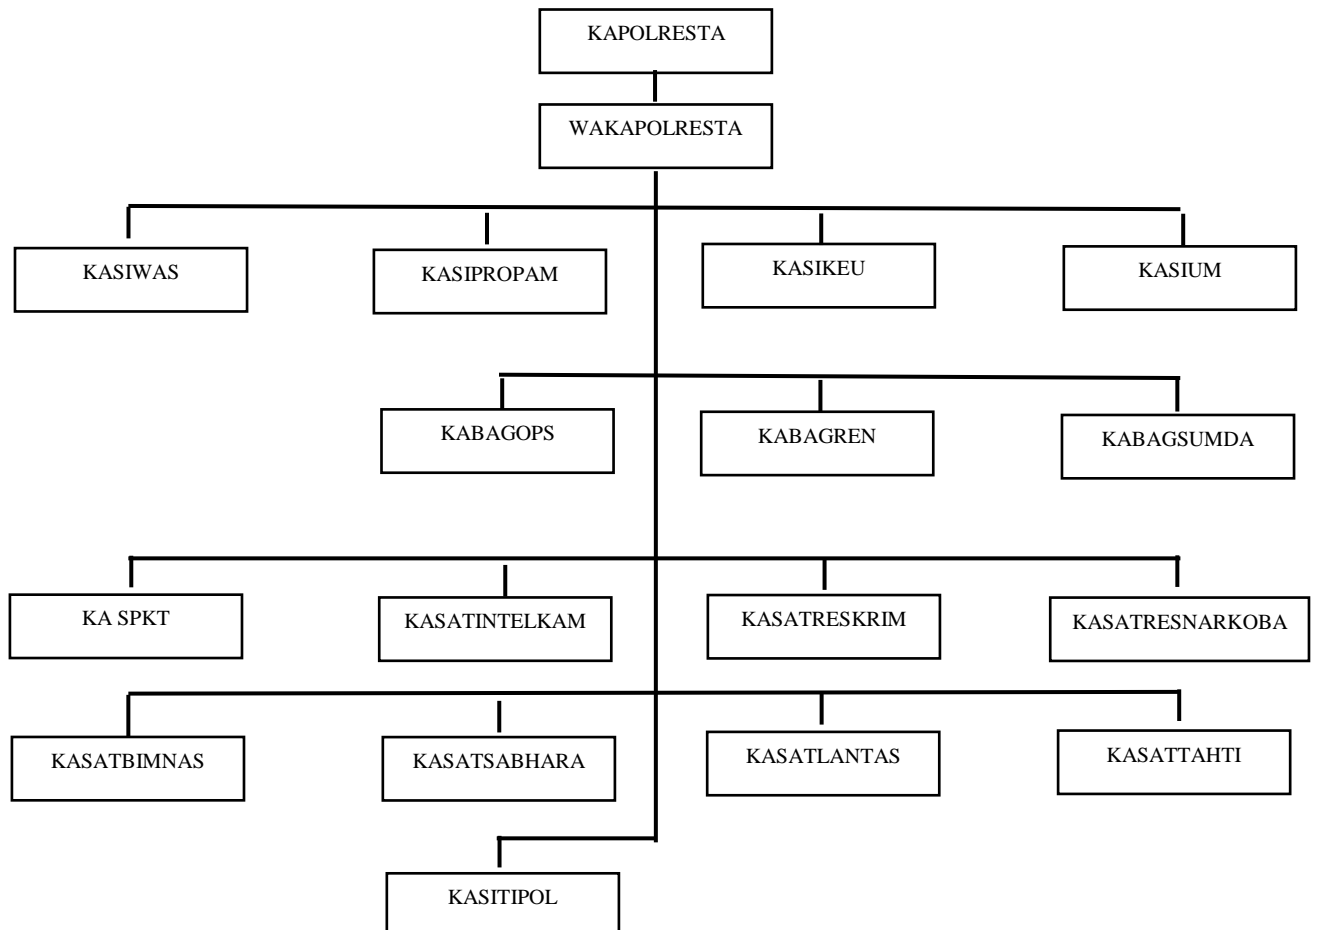 KAPOLRESTA
WAKAPOLRESTA
KASIWAS
KASIPROPAM
KASIKEU
KASIUM
KABAGOPS
KABAGREN
KABAGSUMDA
KA SPKT
KASATINTELKAM
KASATRESKRIM
KASATRESNARKOBA
KASATBIMNAS
KASATSABHARA
KASATLANTAS
KASATTAHTI
KASITIPOL